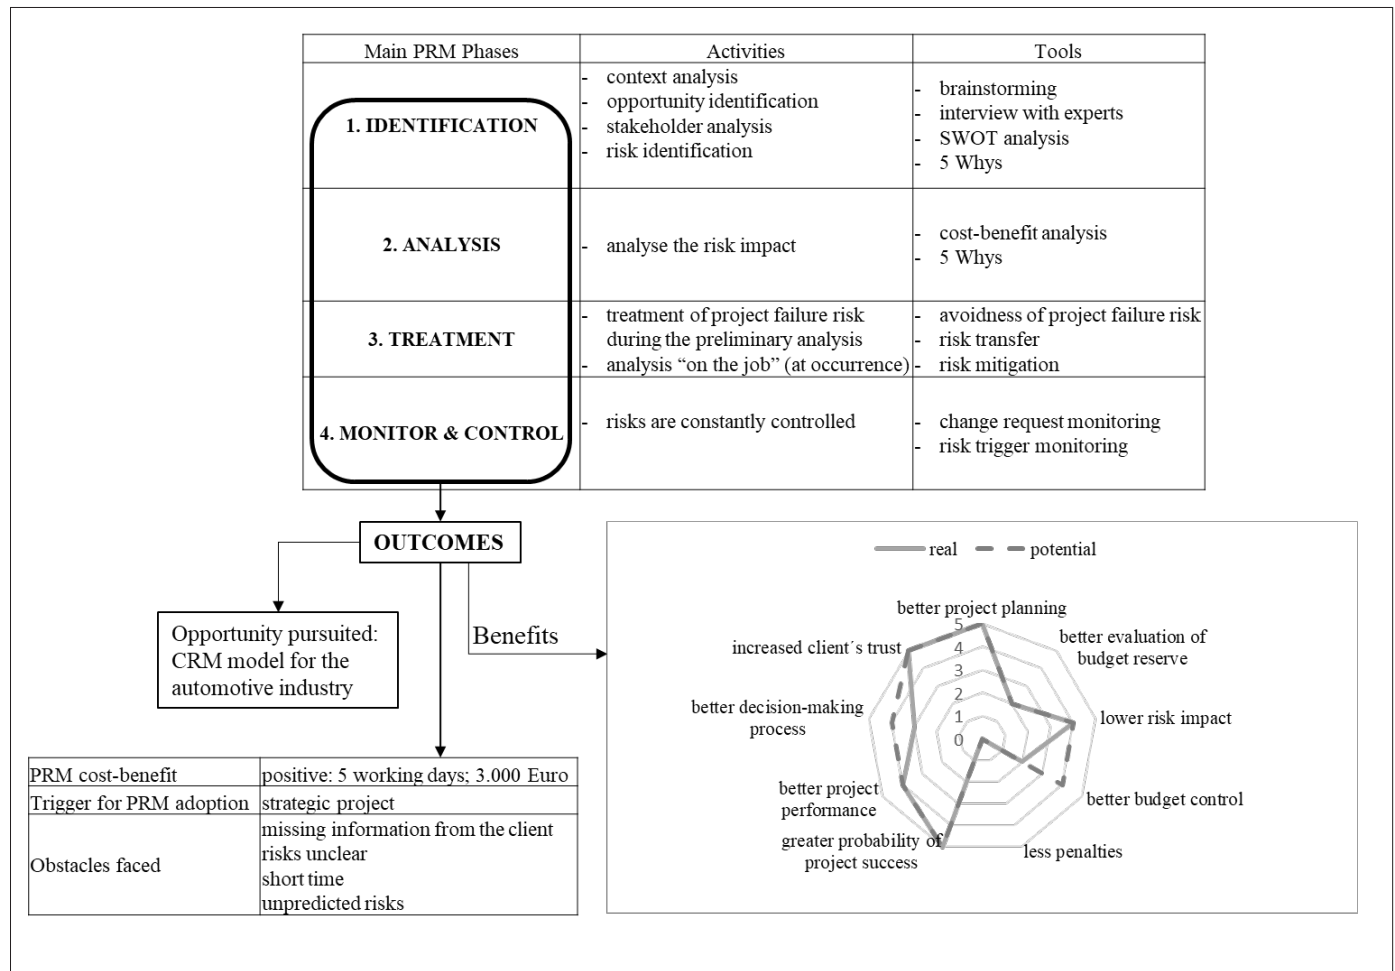 Main PRM Phases
Activities
Tools
1. IDENTIFICATION
- context analysis
- opportunity identification
- stakeholder analysis
- risk identification
- brainstorming
- interview with experts
- SWOT analysis
- 5 Whys
2. ANALYSIS
- analyse the risk impact
- cost-benefit analysis
- 5 Whys
3. TREATMENT
- treatment of project failure risk
during the preliminary analysis
- analysis “on the job” (at occurrence)
- avoidness of project failure risk
- risk transfer
- risk mitigation
4. MONITOR & CONTROL
- risks are constantly controlled
- change request monitoring
- risk trigger monitoring
OUTCOMES
Opportunity pursuited:
CRM model for the
automotive industry
Benefits
PRM cost-benefit
positive: 5 working days; 3.000 Euro
Trigger for PRM adoption
strategic project
Obstacles faced
missing information from the client
risks unclear
short time
unpredicted risks
real
potential
better project planning
better evaluation of
budget reserve
lower risk impact
better budget control
less penalties
greater probability of
project success
better project
performance
better decision-making
process
increased client´s trust
5
4
3
2
1
0